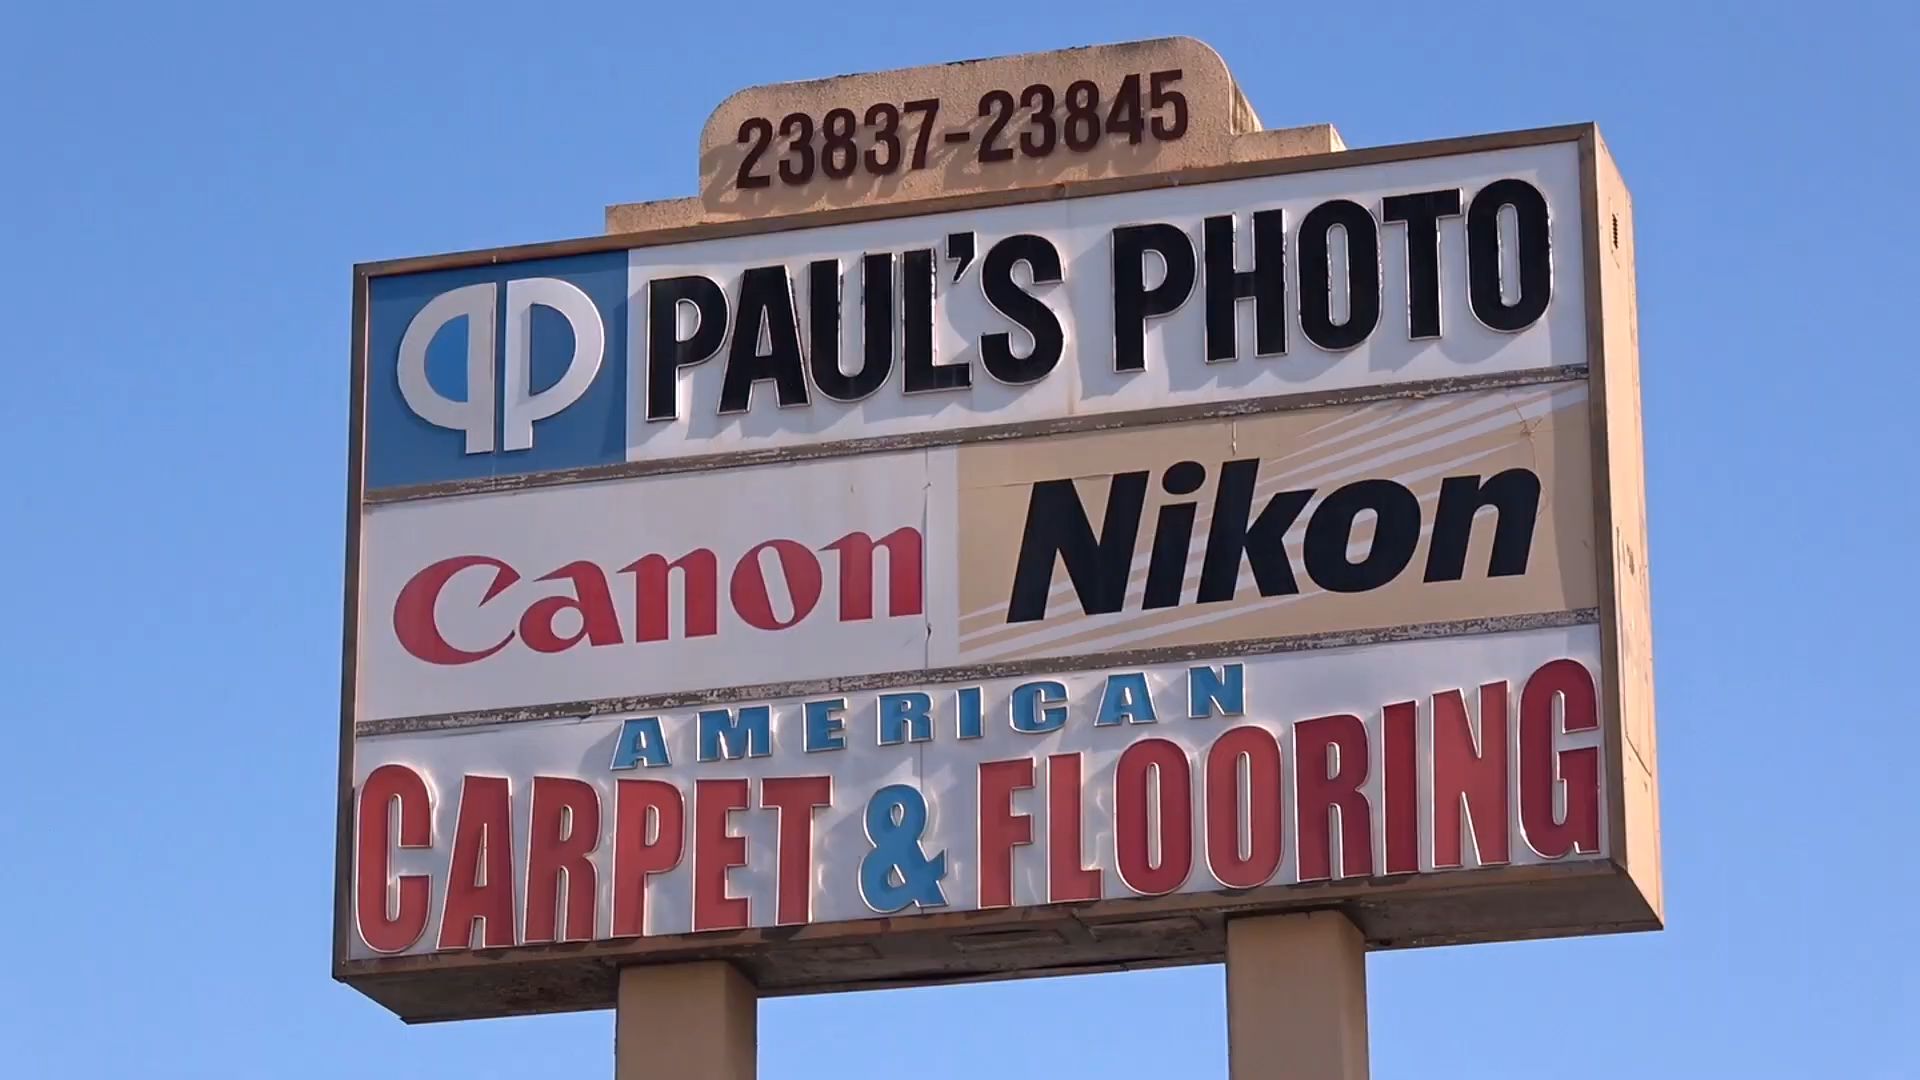 23837-23845
PAUL'S PHOTO
Canon
Nikon
AMERICAN
CARPET & FLOORING